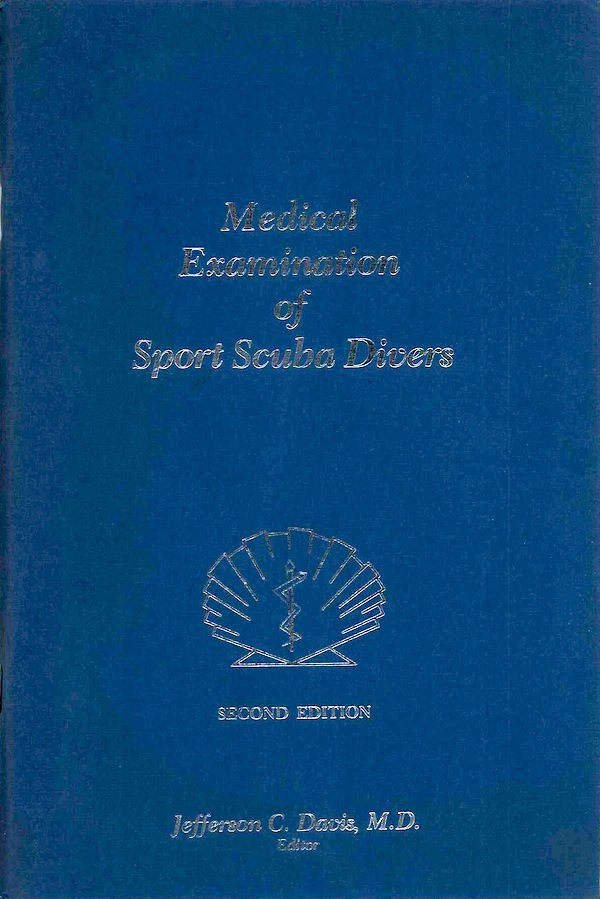 Medical
Examination
of
Sport Scuba Divers
SECOND EDITION
Jefferson C. Davis, M.D.
Editor